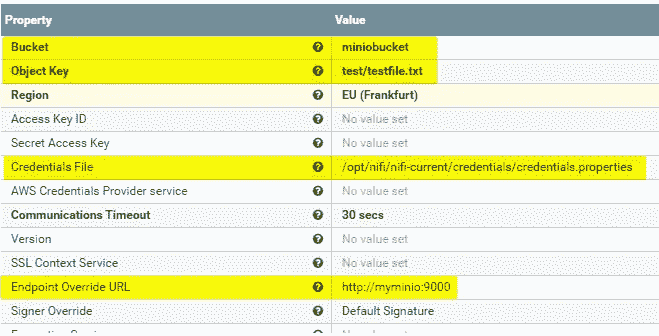 Property Value
Bucket ? miniobucket
Object Key ? test/testfile.txt
Region ? EU (Frankfurt)
Access Key ID ? No value set
Secret Access Key ? No value set
Credentials File ? /opt/nifi/nifi-current/credentials/credentials.properties
AWS Credentials Provider service ? No value set
Communications Timeout ? 30 secs
Version ? No value set
SSL Context Service ? No value set
Endpoint Override URL ? http://myminio:9000
Signer Override ? Default Signature